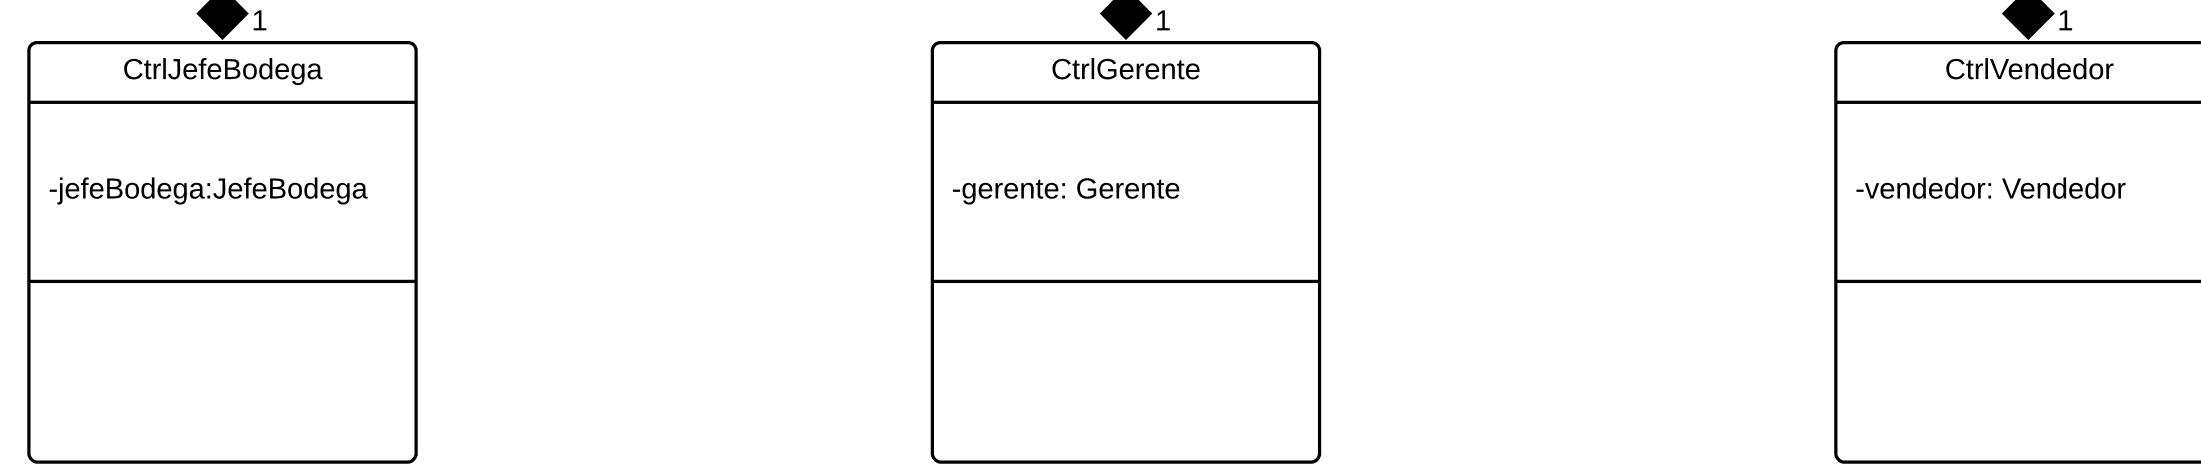 1
1
1
CtrlJefeBodega
CtrlGerente
CtrlVendedor
-jefeBodega:JefeBodega
-gerente: Gerente
-vendedor: Vendedor